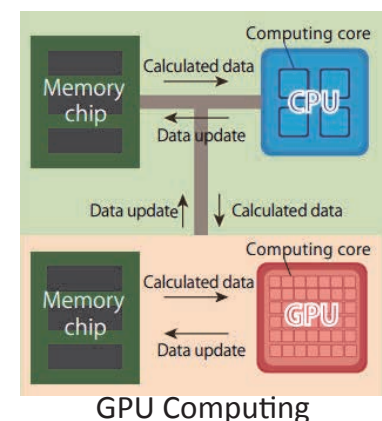 Computing core
Calculated data
Memory
chip
CPU
Data update
Data update
Calculated data
Computing core
Calculated data
Memory
chip
GPU
Data update
GPU Computing